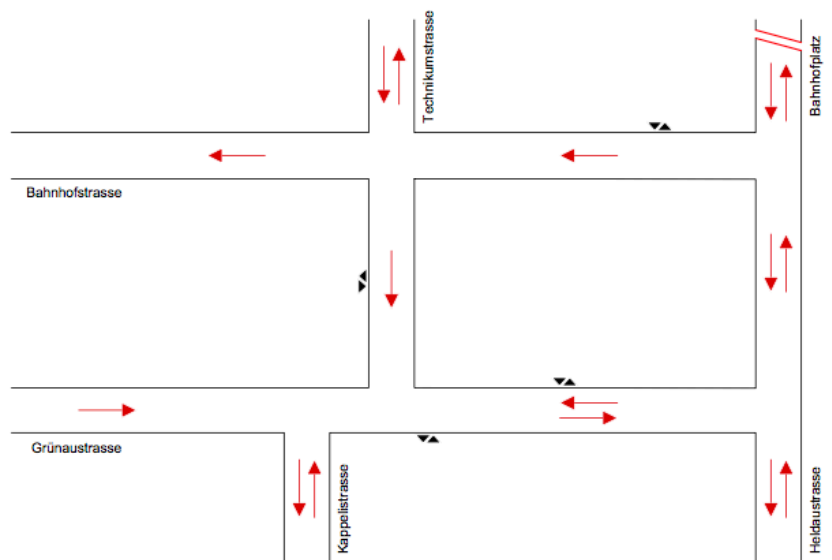 Technikumstrasse
Bahnhofplatz
Bahnhofstrasse
Grünaustrasse
Kappelistrasse
Heldaustrasse